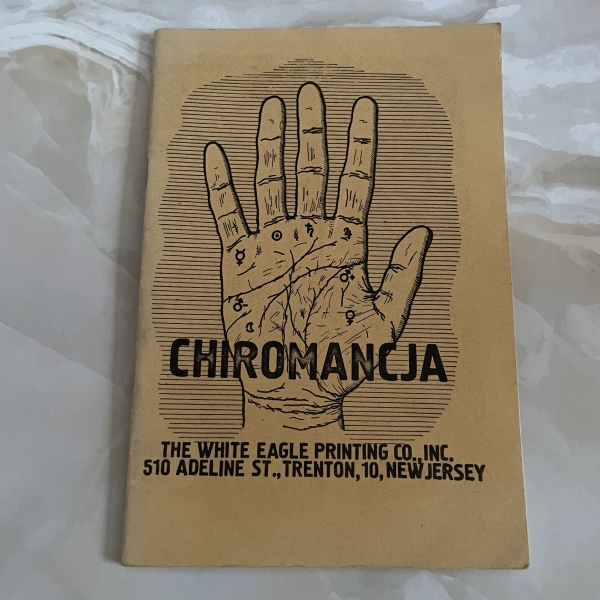 CHIROMANCJA
THE WHITE EAGLE PRINTING CO., INC.
510 ADELINE ST., TRENTON, 10, NEW JERSEY